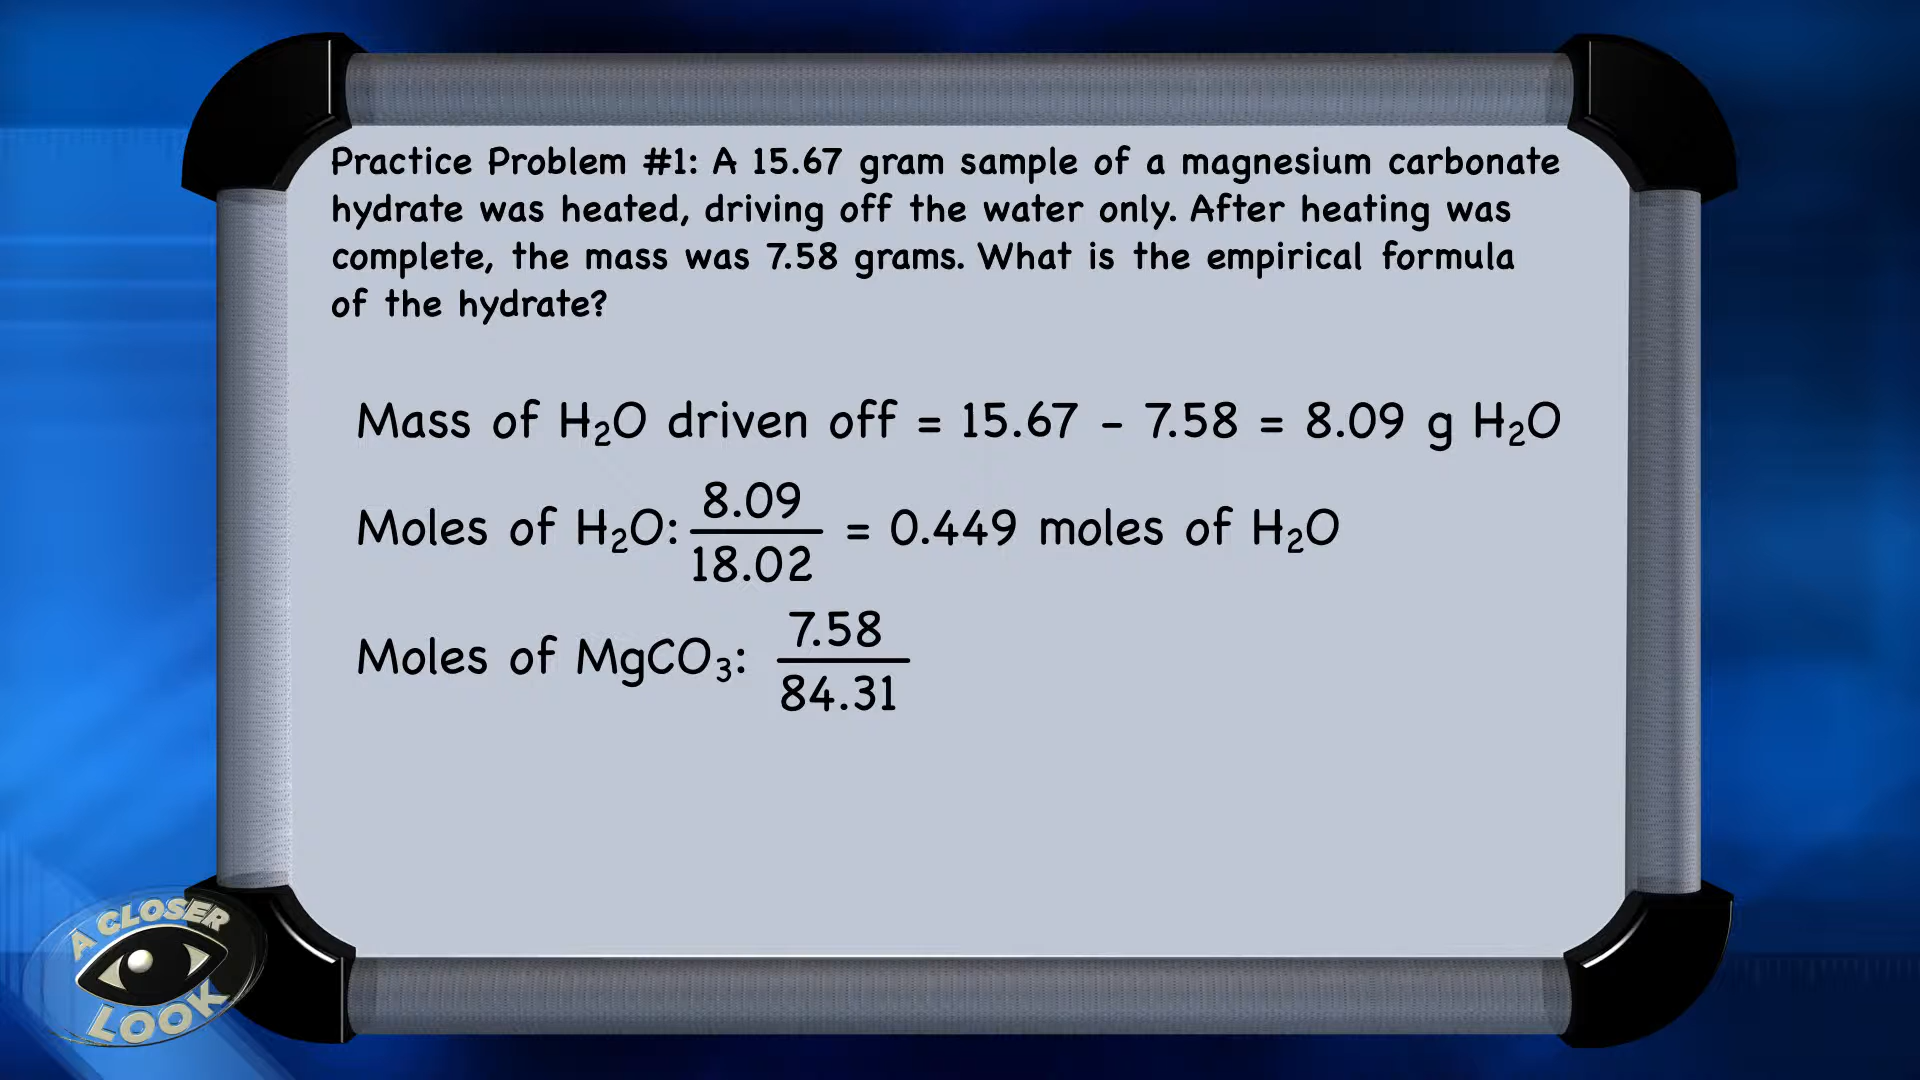 Practice Problem #1: A 15.67 gram sample of a magnesium carbonate
hydrate was heated, driving off the water only. After heating was
complete, the mass was 7.58 grams. What is the empirical formula
of the hydrate?
Mass of H₂O driven off = 15.67 - 7.58 = 8.09 g H₂O
Moles of H₂O: 8.09/18.02 = 0.449 moles of H₂O
Moles of MgCO₃: 7.58/84.31
A CLOSER
LOOK